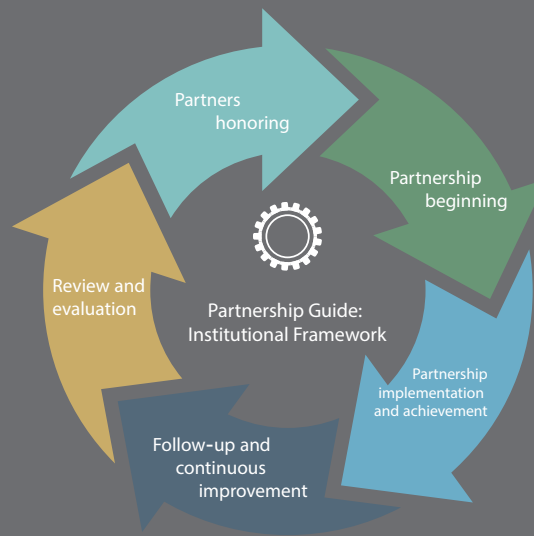 Partners
honoring
Partnership
beginning
Partnership
implementation
and achievement
Follow-up and
continuous
improvement
Review and
evaluation
Partnership Guide:
Institutional Framework